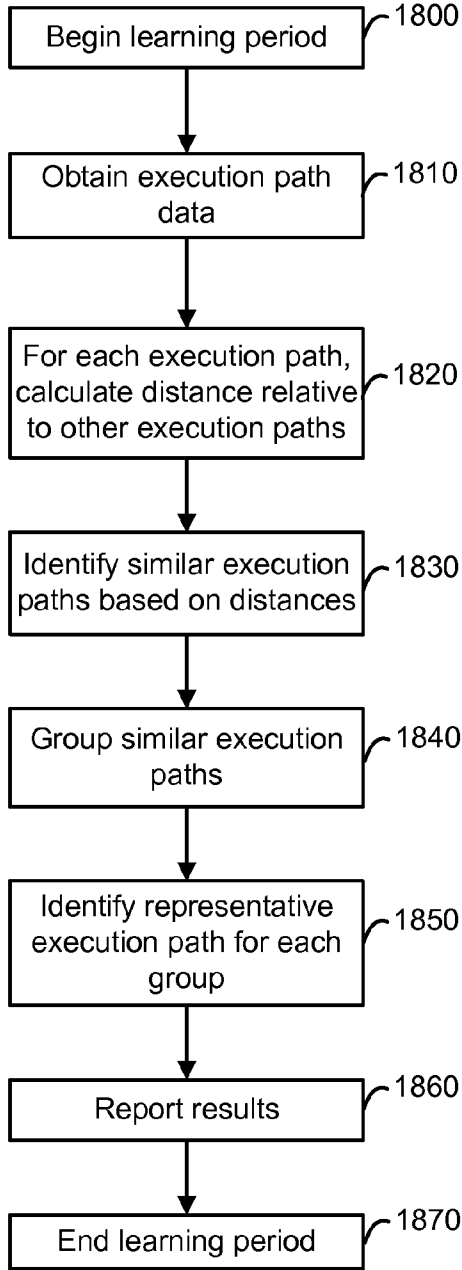 Begin learning period
1800
Obtain execution path
data
1810
For each execution path,
calculate distance relative
to other execution paths
1820
Identify similar execution
paths based on distances
1830
Group similar execution
paths
1840
Identify representative
execution path for each
group
1850
Report results
1860
End learning period
1870